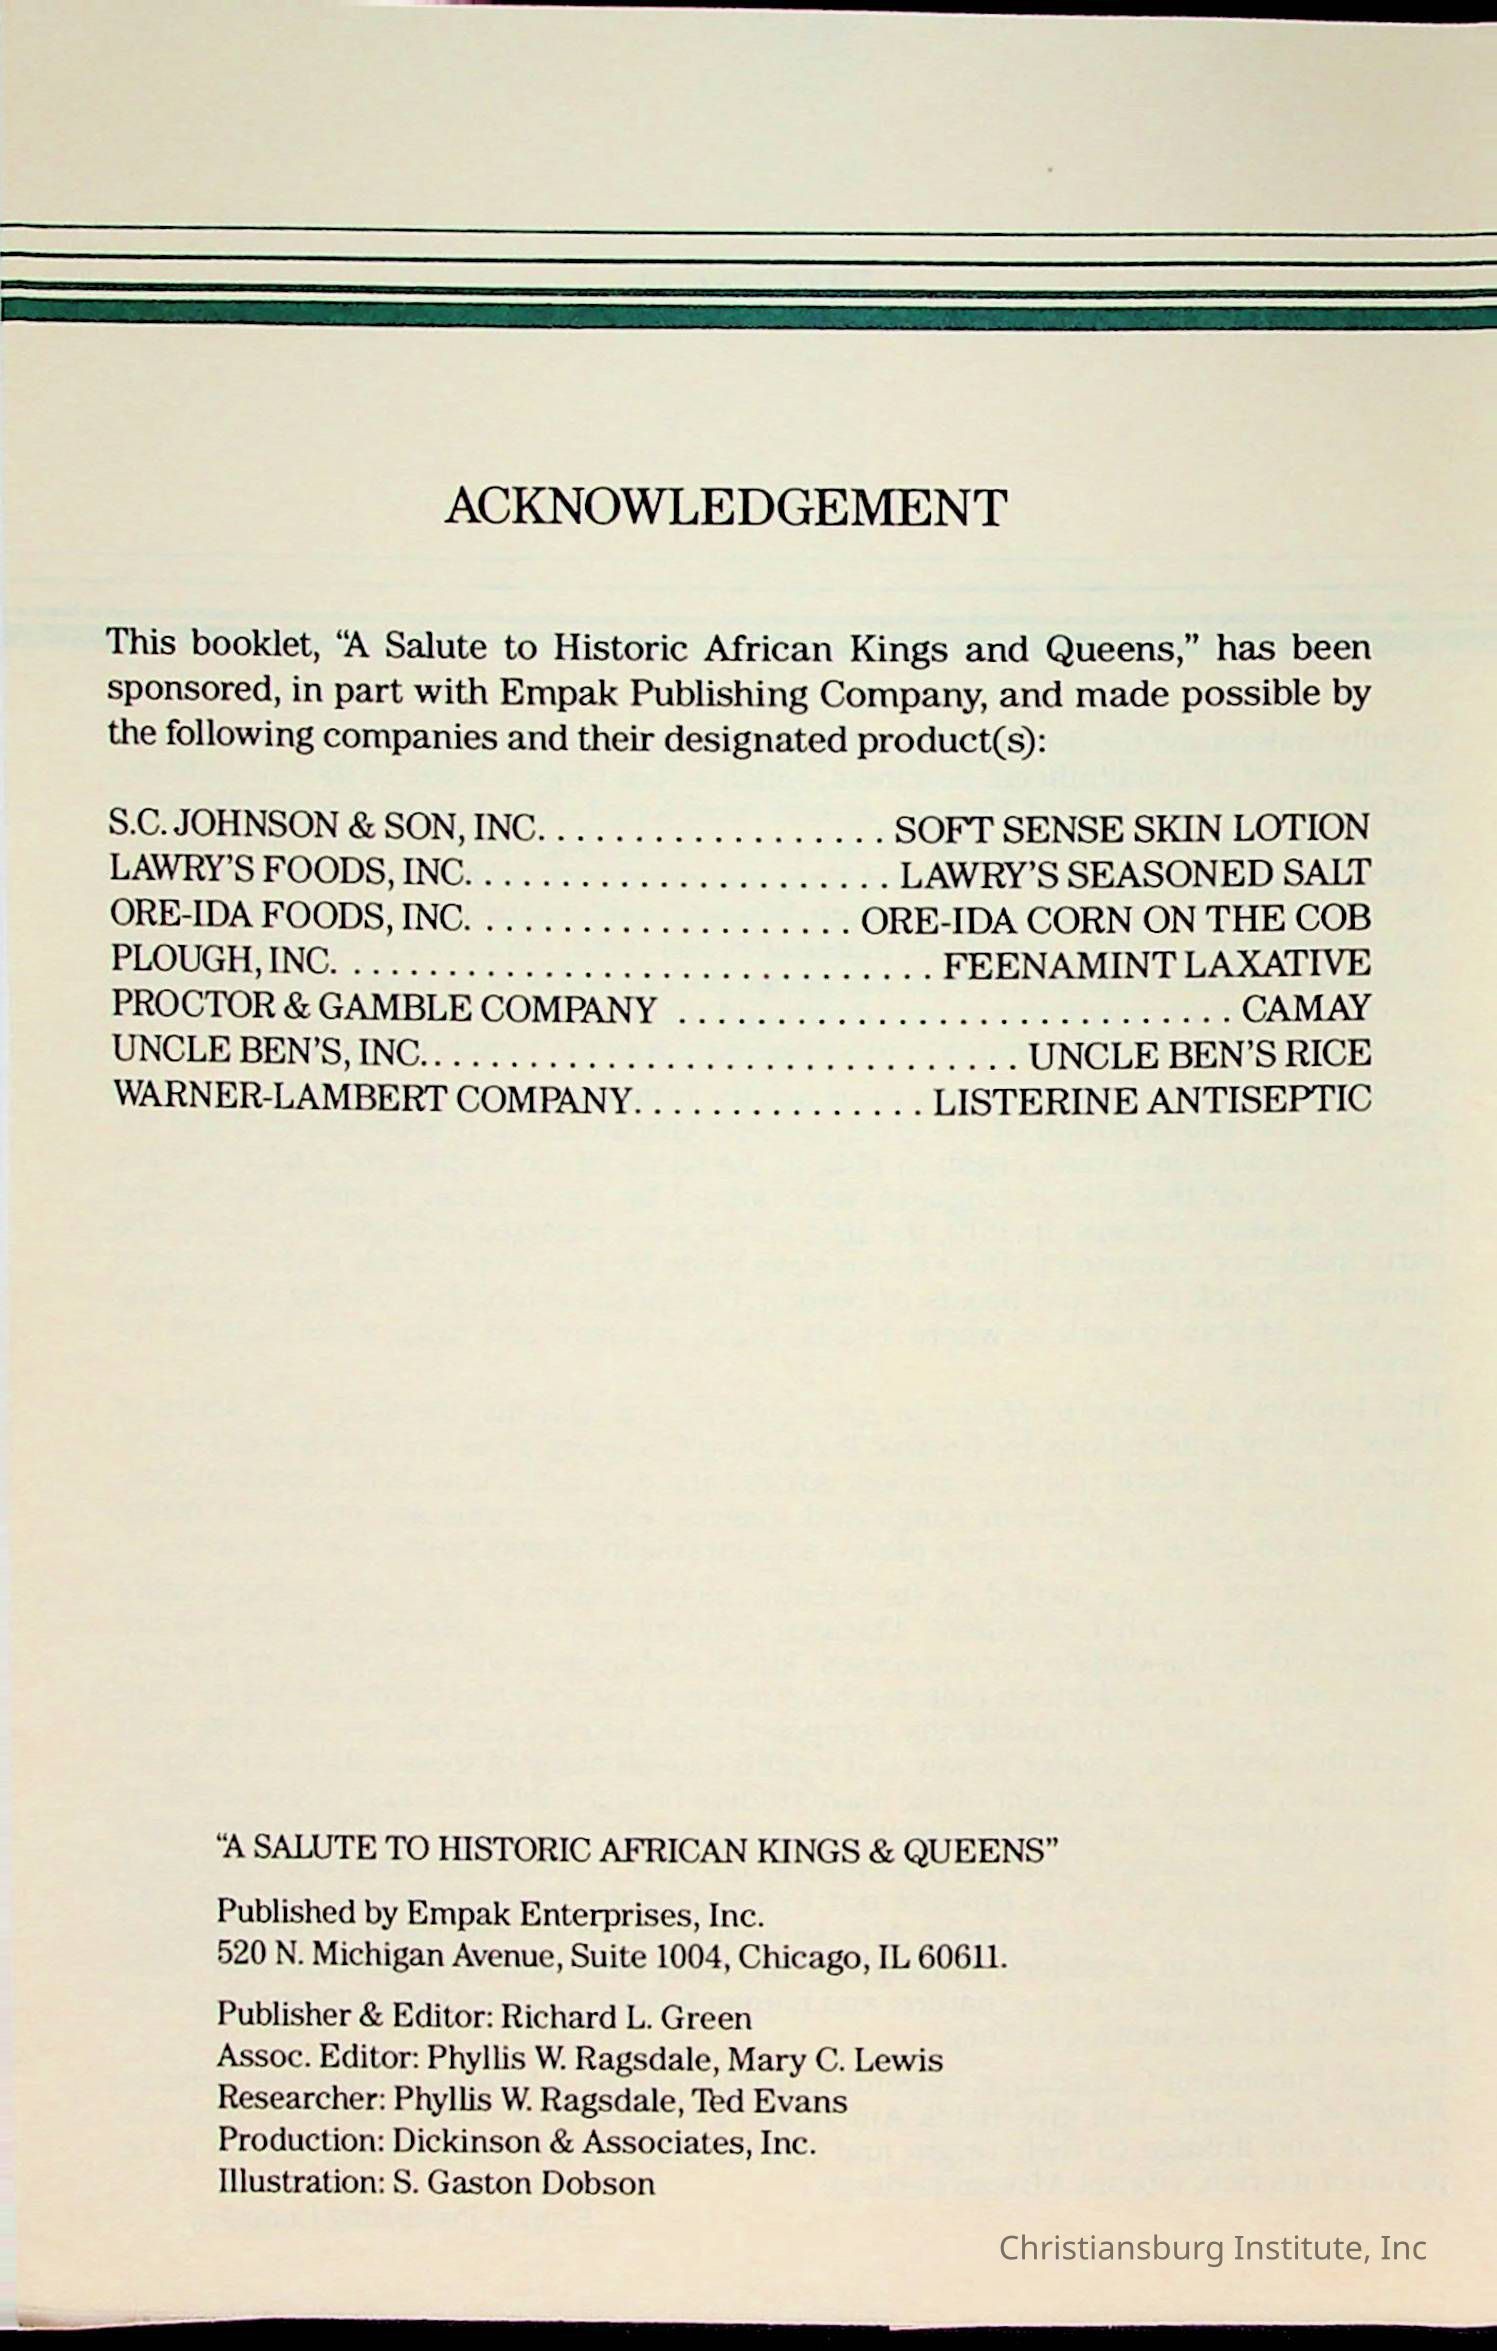 ACKNOWLEDGEMENT
This booklet, “A Salute to Historic African Kings and Queens,” has been
sponsored, in part with Empak Publishing Company, and made possible by
the following companies and their designated product(s):
S.C. JOHNSON & SON, INC. . . . . . . . . . . . . . . . . . . SOFT SENSE SKIN LOTION
LAWRY’S FOODS, INC. . . . . . . . . . . . . . . . . . . . . . . LAWRY’S SEASONED SALT
ORE-IDA FOODS, INC. . . . . . . . . . . . . . . . . . . . . ORE-IDA CORN ON THE COB
PLOUGH, INC. . . . . . . . . . . . . . . . . . . . . . . . . . . . . . . . FEENAMINT LAXATIVE
PROCTOR & GAMBLE COMPANY . . . . . . . . . . . . . . . . . . . . . . . . . . . . . CAMAY
UNCLE BEN’S, INC. . . . . . . . . . . . . . . . . . . . . . . . . . . . . . . UNCLE BEN’S RICE
WARNER-LAMBERT COMPANY. . . . . . . . . . . . . . . . LISTERINE ANTISEPTIC
“A SALUTE TO HISTORIC AFRICAN KINGS & QUEENS”
Published by Empak Enterprises, Inc.
520 N. Michigan Avenue, Suite 1004, Chicago, IL 60611.
Publisher & Editor: Richard L. Green
Assoc. Editor: Phyllis W. Ragsdale, Mary C. Lewis
Researcher: Phyllis W. Ragsdale, Ted Evans
Production: Dickinson & Associates, Inc.
Illustration: S. Gaston Dobson
Christiansburg Institute, Inc